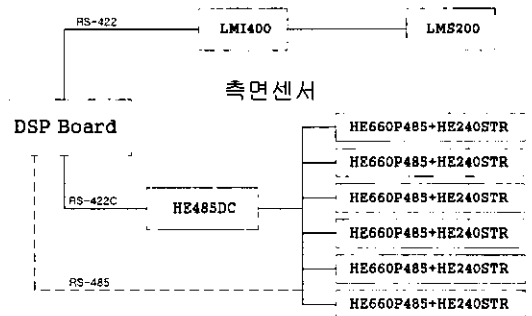 RS-422
LMI400
LMS200
측면센서
DSP Board
HE660P485+HE240STR
HE660P485+HE240STR
HE660P485+HE240STR
RS-422C
HE485DC
HE660P485+HE240STR
HE660P485+HE240STR
RS-485
HE660P485+HE240STR